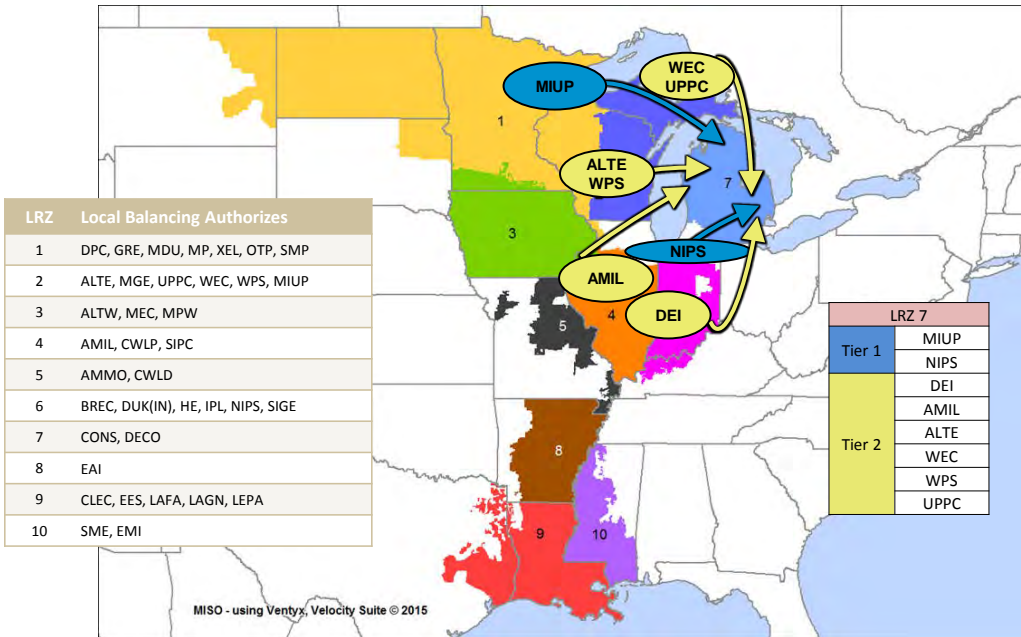 MIUP
WEC
UPPC
1
ALTE
WPS
7
LRZ Local Balancing Authorizes
1 DPC, GRE, MDU, MP, XEL, OTP, SMP
2 ALTE, MGE, UPPC, WEC, WPS, MIUP
3 ALTW, MEC, MPW
4 AMIL, CWLP, SIPC
5 AMMO, CWLD
6 BREC, DUK(IN), HE, IPL, NIPS, SIGE
7 CONS, DECO
8 EAI
9 CLEC, EES, LAFA, LAGN, LEPA
10 SME, EMI
3
NIPS
AMIL
DEI
4
5
8
9
10
LRZ 7
Tier 1
MIUP
NIPS
Tier 2
DEI
AMIL
ALTE
WEC
WPS
UPPC
MISO - using Ventyx, Velocity Suite © 2015